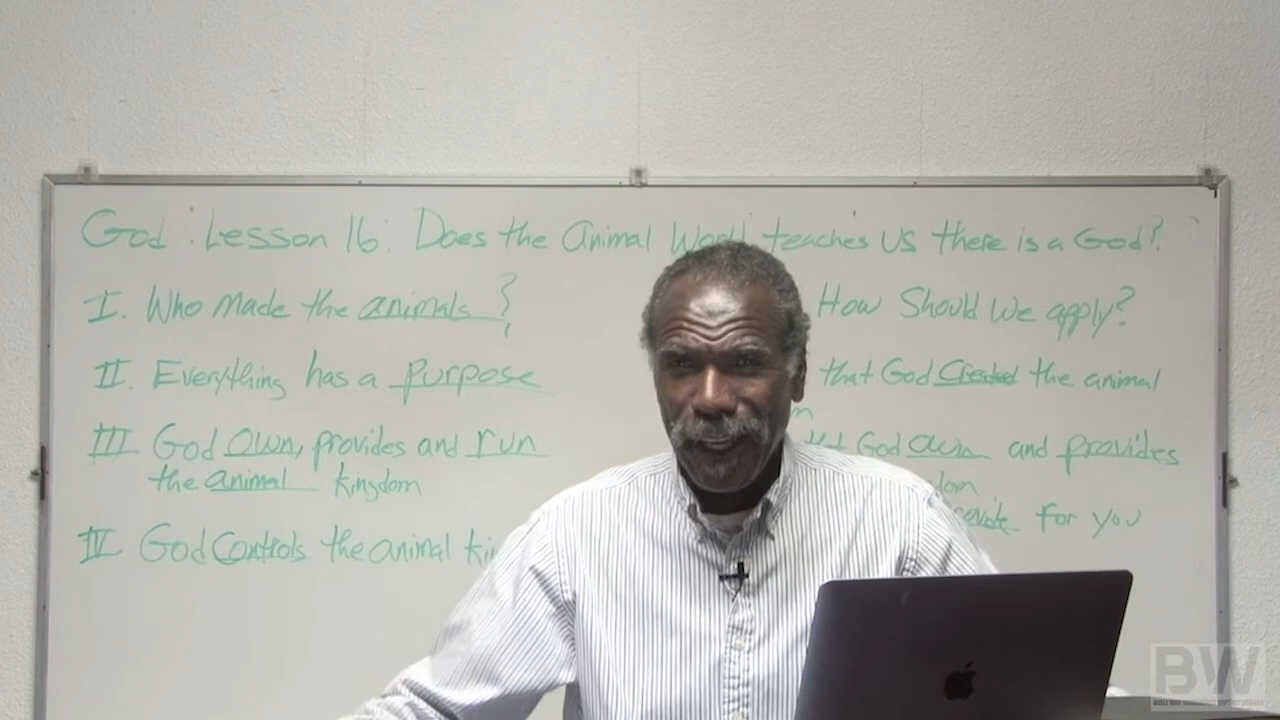 God : Lesson 16: Does the Animal World teaches us there is a God?
I. Who made the animals?
II. Everything has a purpose
III God own, provides and run
the animal kingdom
IV God Controls the animal
How Should We apply?
that God Created the animal
God own and provides
for you
BW